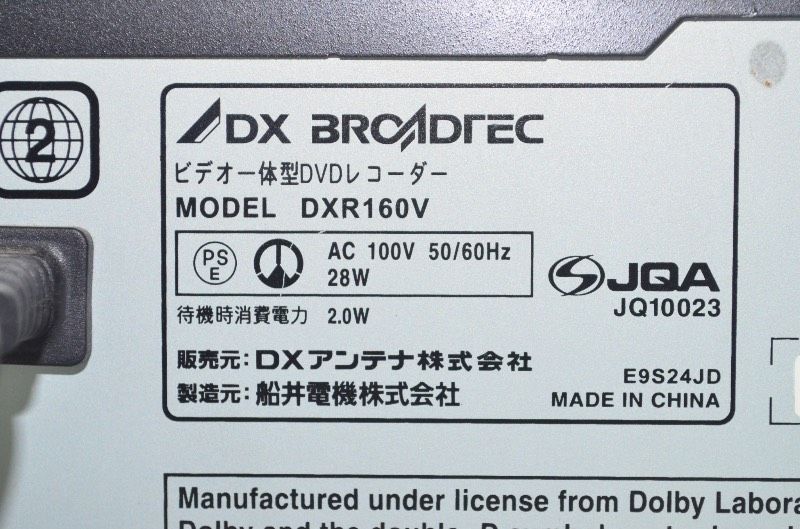 2
DX BROADTEC
ビデオ一体型DVDレコーダー
MODEL DXR160V
PS
E
AC 100V 50/60Hz
28W
JQA
JQ10023
待機時消費電力 2.0W
販売元: DXアンテナ株式会社
製造元: 船井電機株式会社
E9S24JD
MADE IN CHINA
Manufactured under license from Dolby